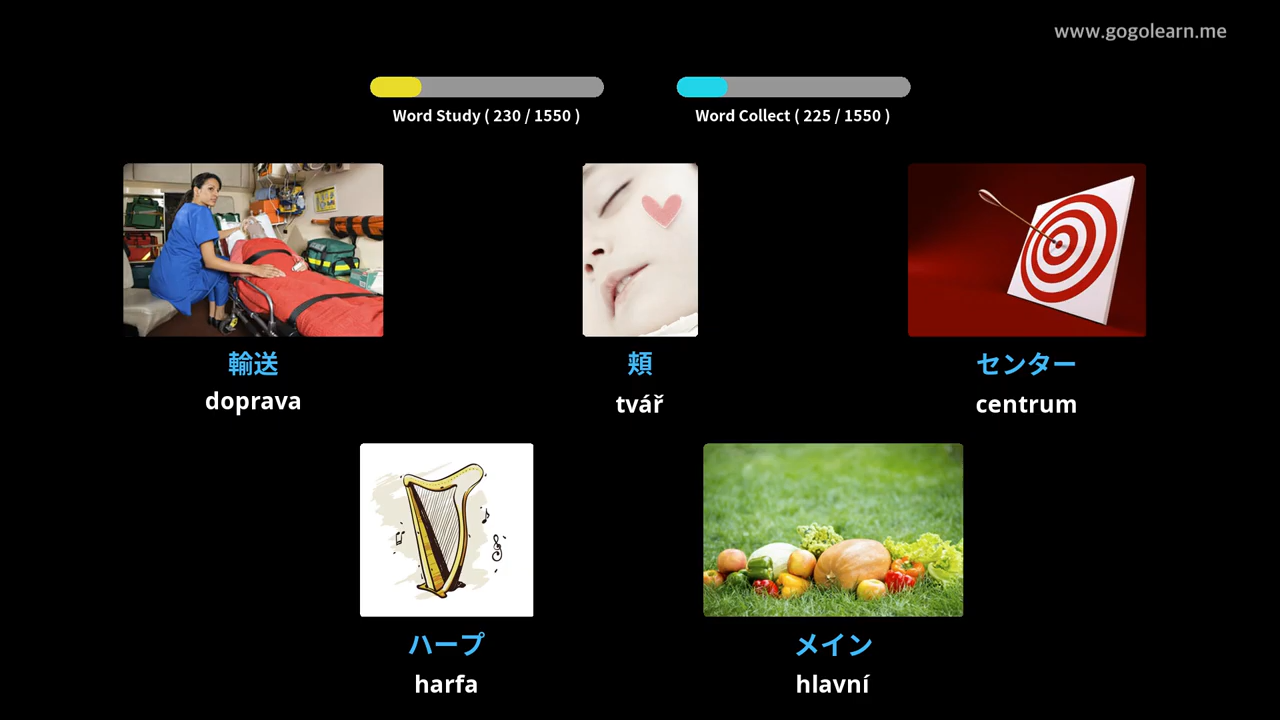 www.gogolearn.me
Word Study ( 230 / 1550 )
Word Collect ( 225 / 1550 )
輸送
doprava
頬
tvář
センター
centrum
ハープ
harfa
メイン
hlavní